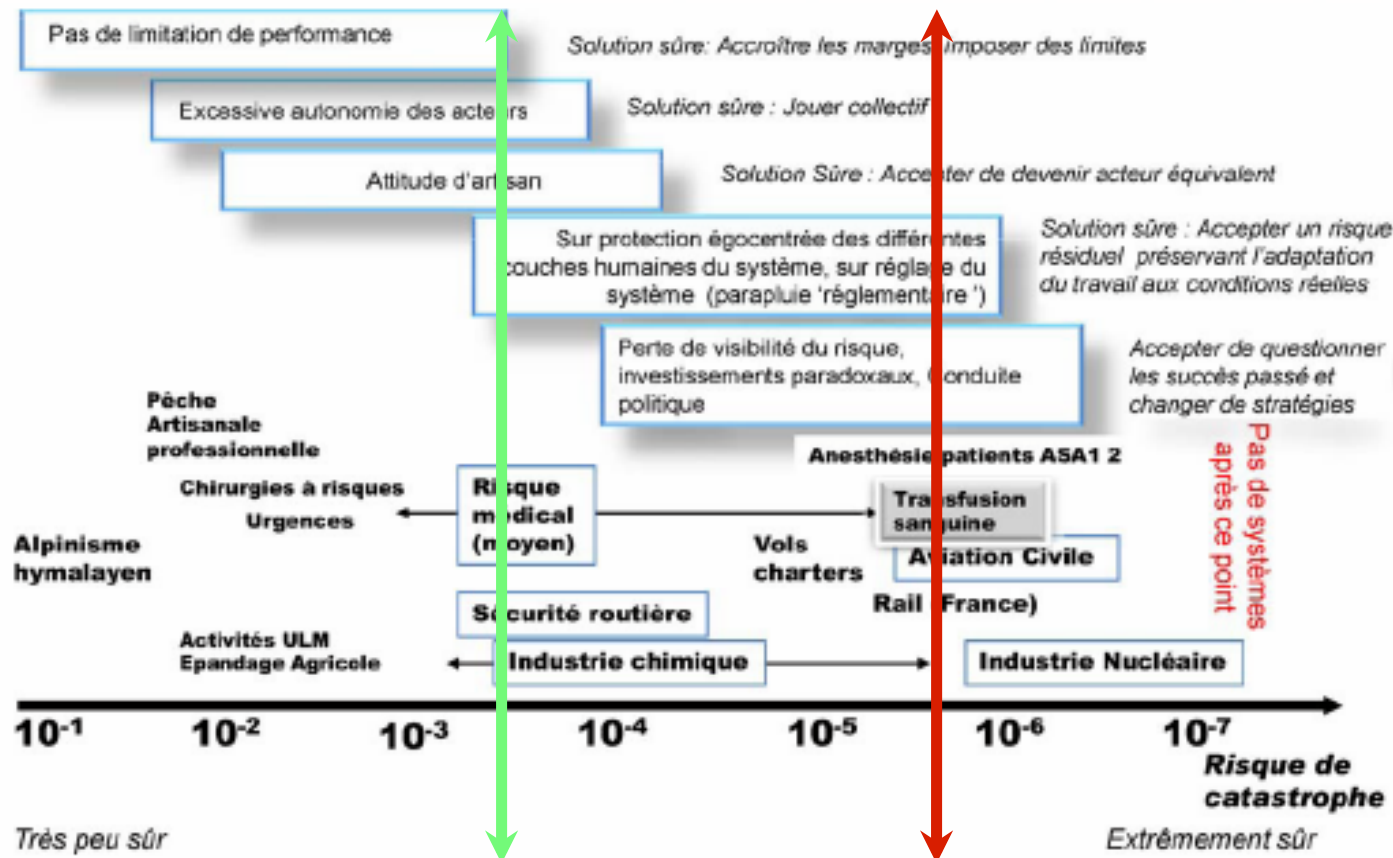 Pas de limitation de performance
Solution sûre: Accroître les marges, imposer des limites
Excessive autonomie des acteurs
Solution sûre : Jouer collectif
Attitude d'artisan
Solution Sûre : Accepter de devenir acteur équivalent
Sur protection égocentrée des différentes
couches humaines du système, sur réglage du
système (parapluie 'réglementaire ')
Solution sûre : Accepter un risque
résiduel préservant l'adaptation
du travail aux conditions réelles
Perte de visibilité du risque,
investissements paradoxaux, Conduite
politique
Accepter de questionner
les succès passé et
changer de stratégies
Pêche
Artisanale
professionnelle
Anesthésie patients ASA1 2
Chirurgies à risques
Urgences
Risque
médical
(moyen)
Transfusion
sanguine
Pas de systèmes
après ce point
Alpinisme
hymalayen
Vols
charters
Aviation Civile
Rail (France)
Sécurité routière
Activités ULM
Epandage Agricole
Industrie chimique
Industrie Nucléaire
10-1 10-2 10-3 10-4 10-5 10-6 10-7
Risque de
catastrophe
Très peu sûr
Extrêmement sûr